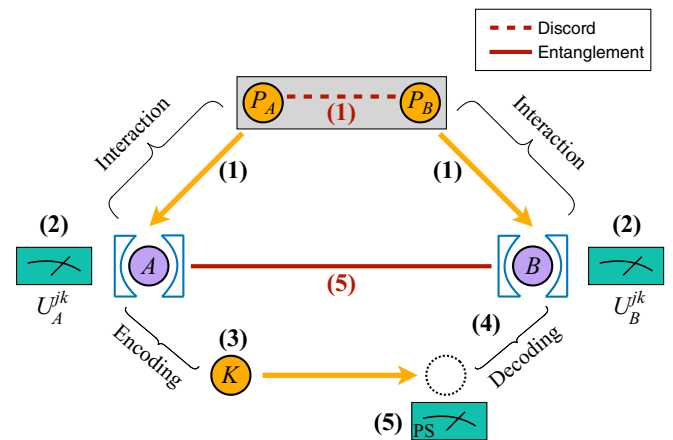 Discord
Entanglement
P_A P_B
(1)
Interaction
Interaction
(1) (1)
(2) (2)
A B
(5)
U_A^{jk} U_B^{jk}
(3) (4)
Encoding
Decoding
K
(5) PS